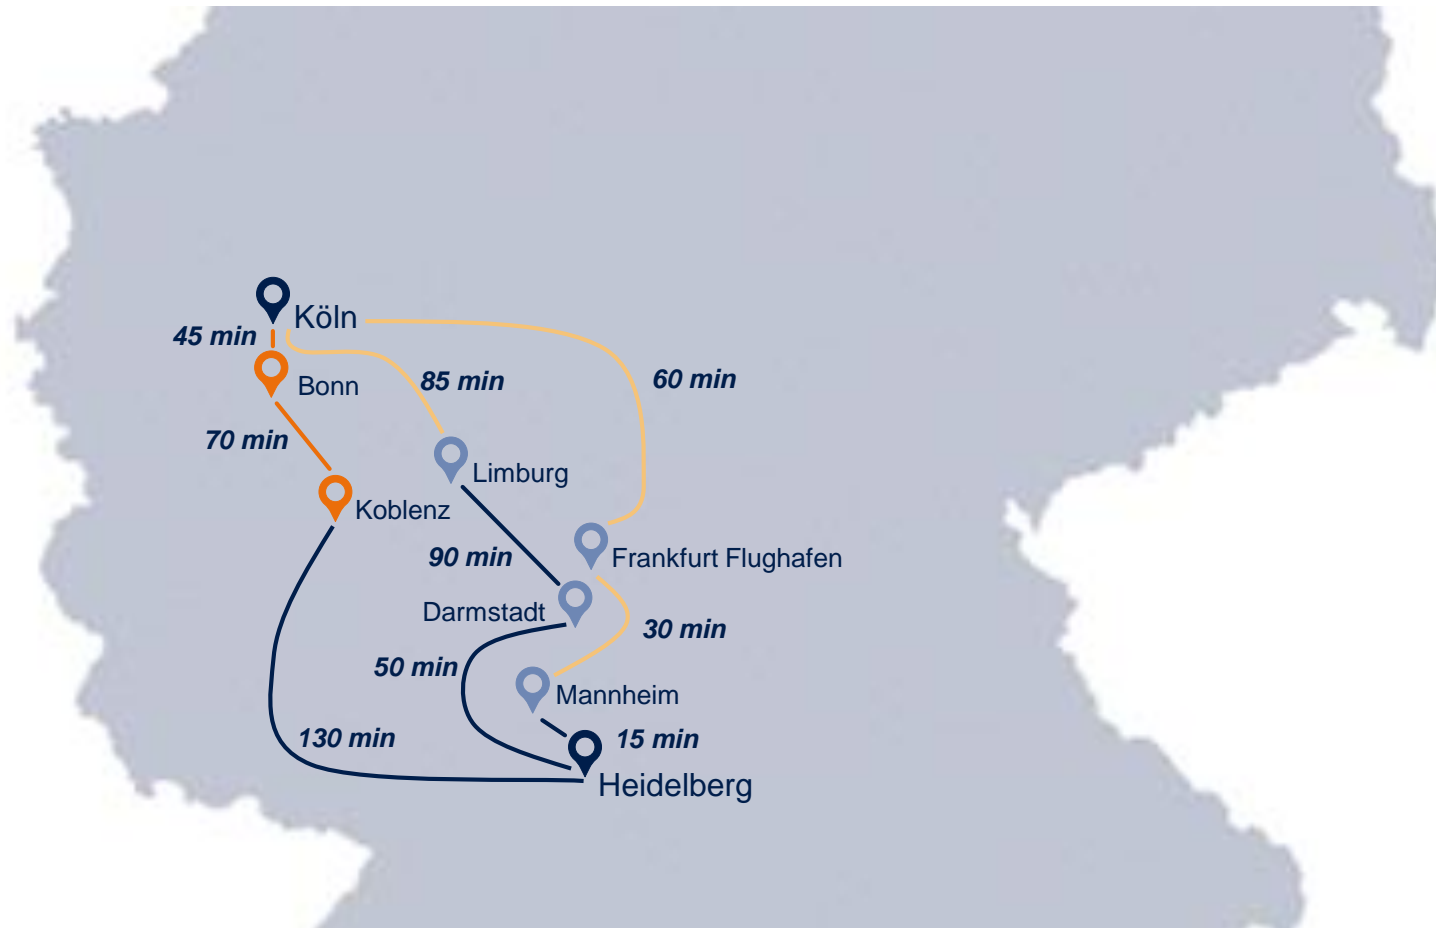 Köln
45 min
Bonn
85 min
60 min
70 min
Limburg
Koblenz
90 min
Frankfurt Flughafen
Darmstadt
30 min
50 min
Mannheim
130 min
15 min
Heidelberg